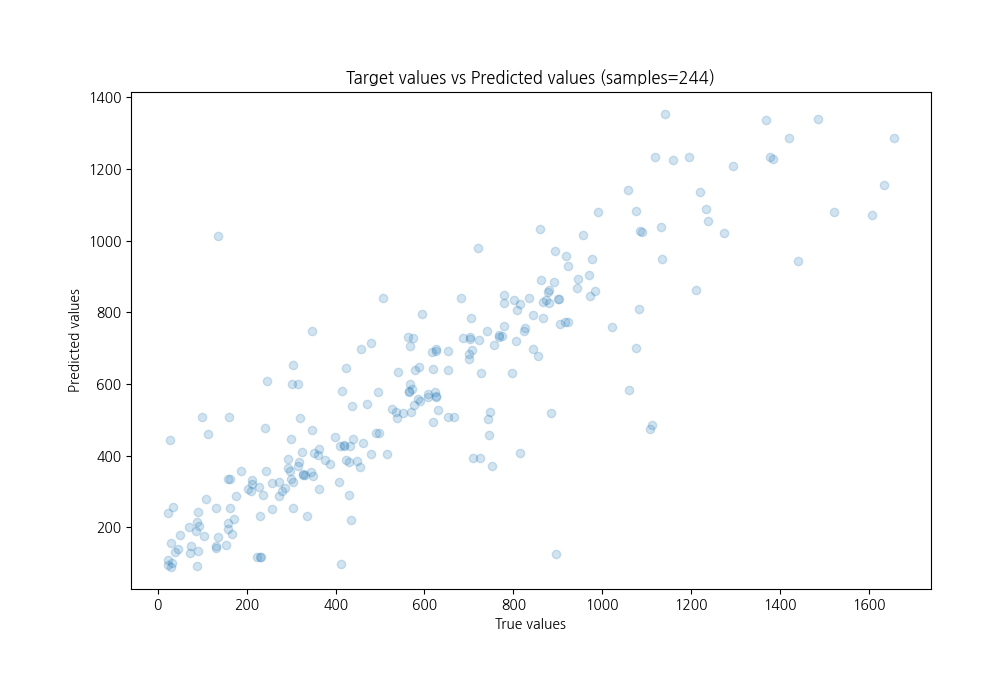 Target values vs Predicted values (samples=244)
1400
1200
1000
800
600
400
200
Predicted values
0 200 400 600 800 1000 1200 1400 1600
True values